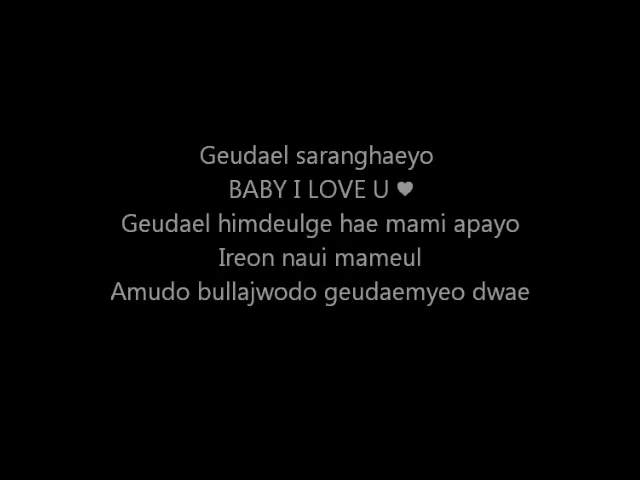 Geudael saranghaeyo
BABY I LOVE U ♥
Geudael himdeulge hae mami apayo
Ireon naui mameul
Amudo bullajwodo geudaemyeo dwae